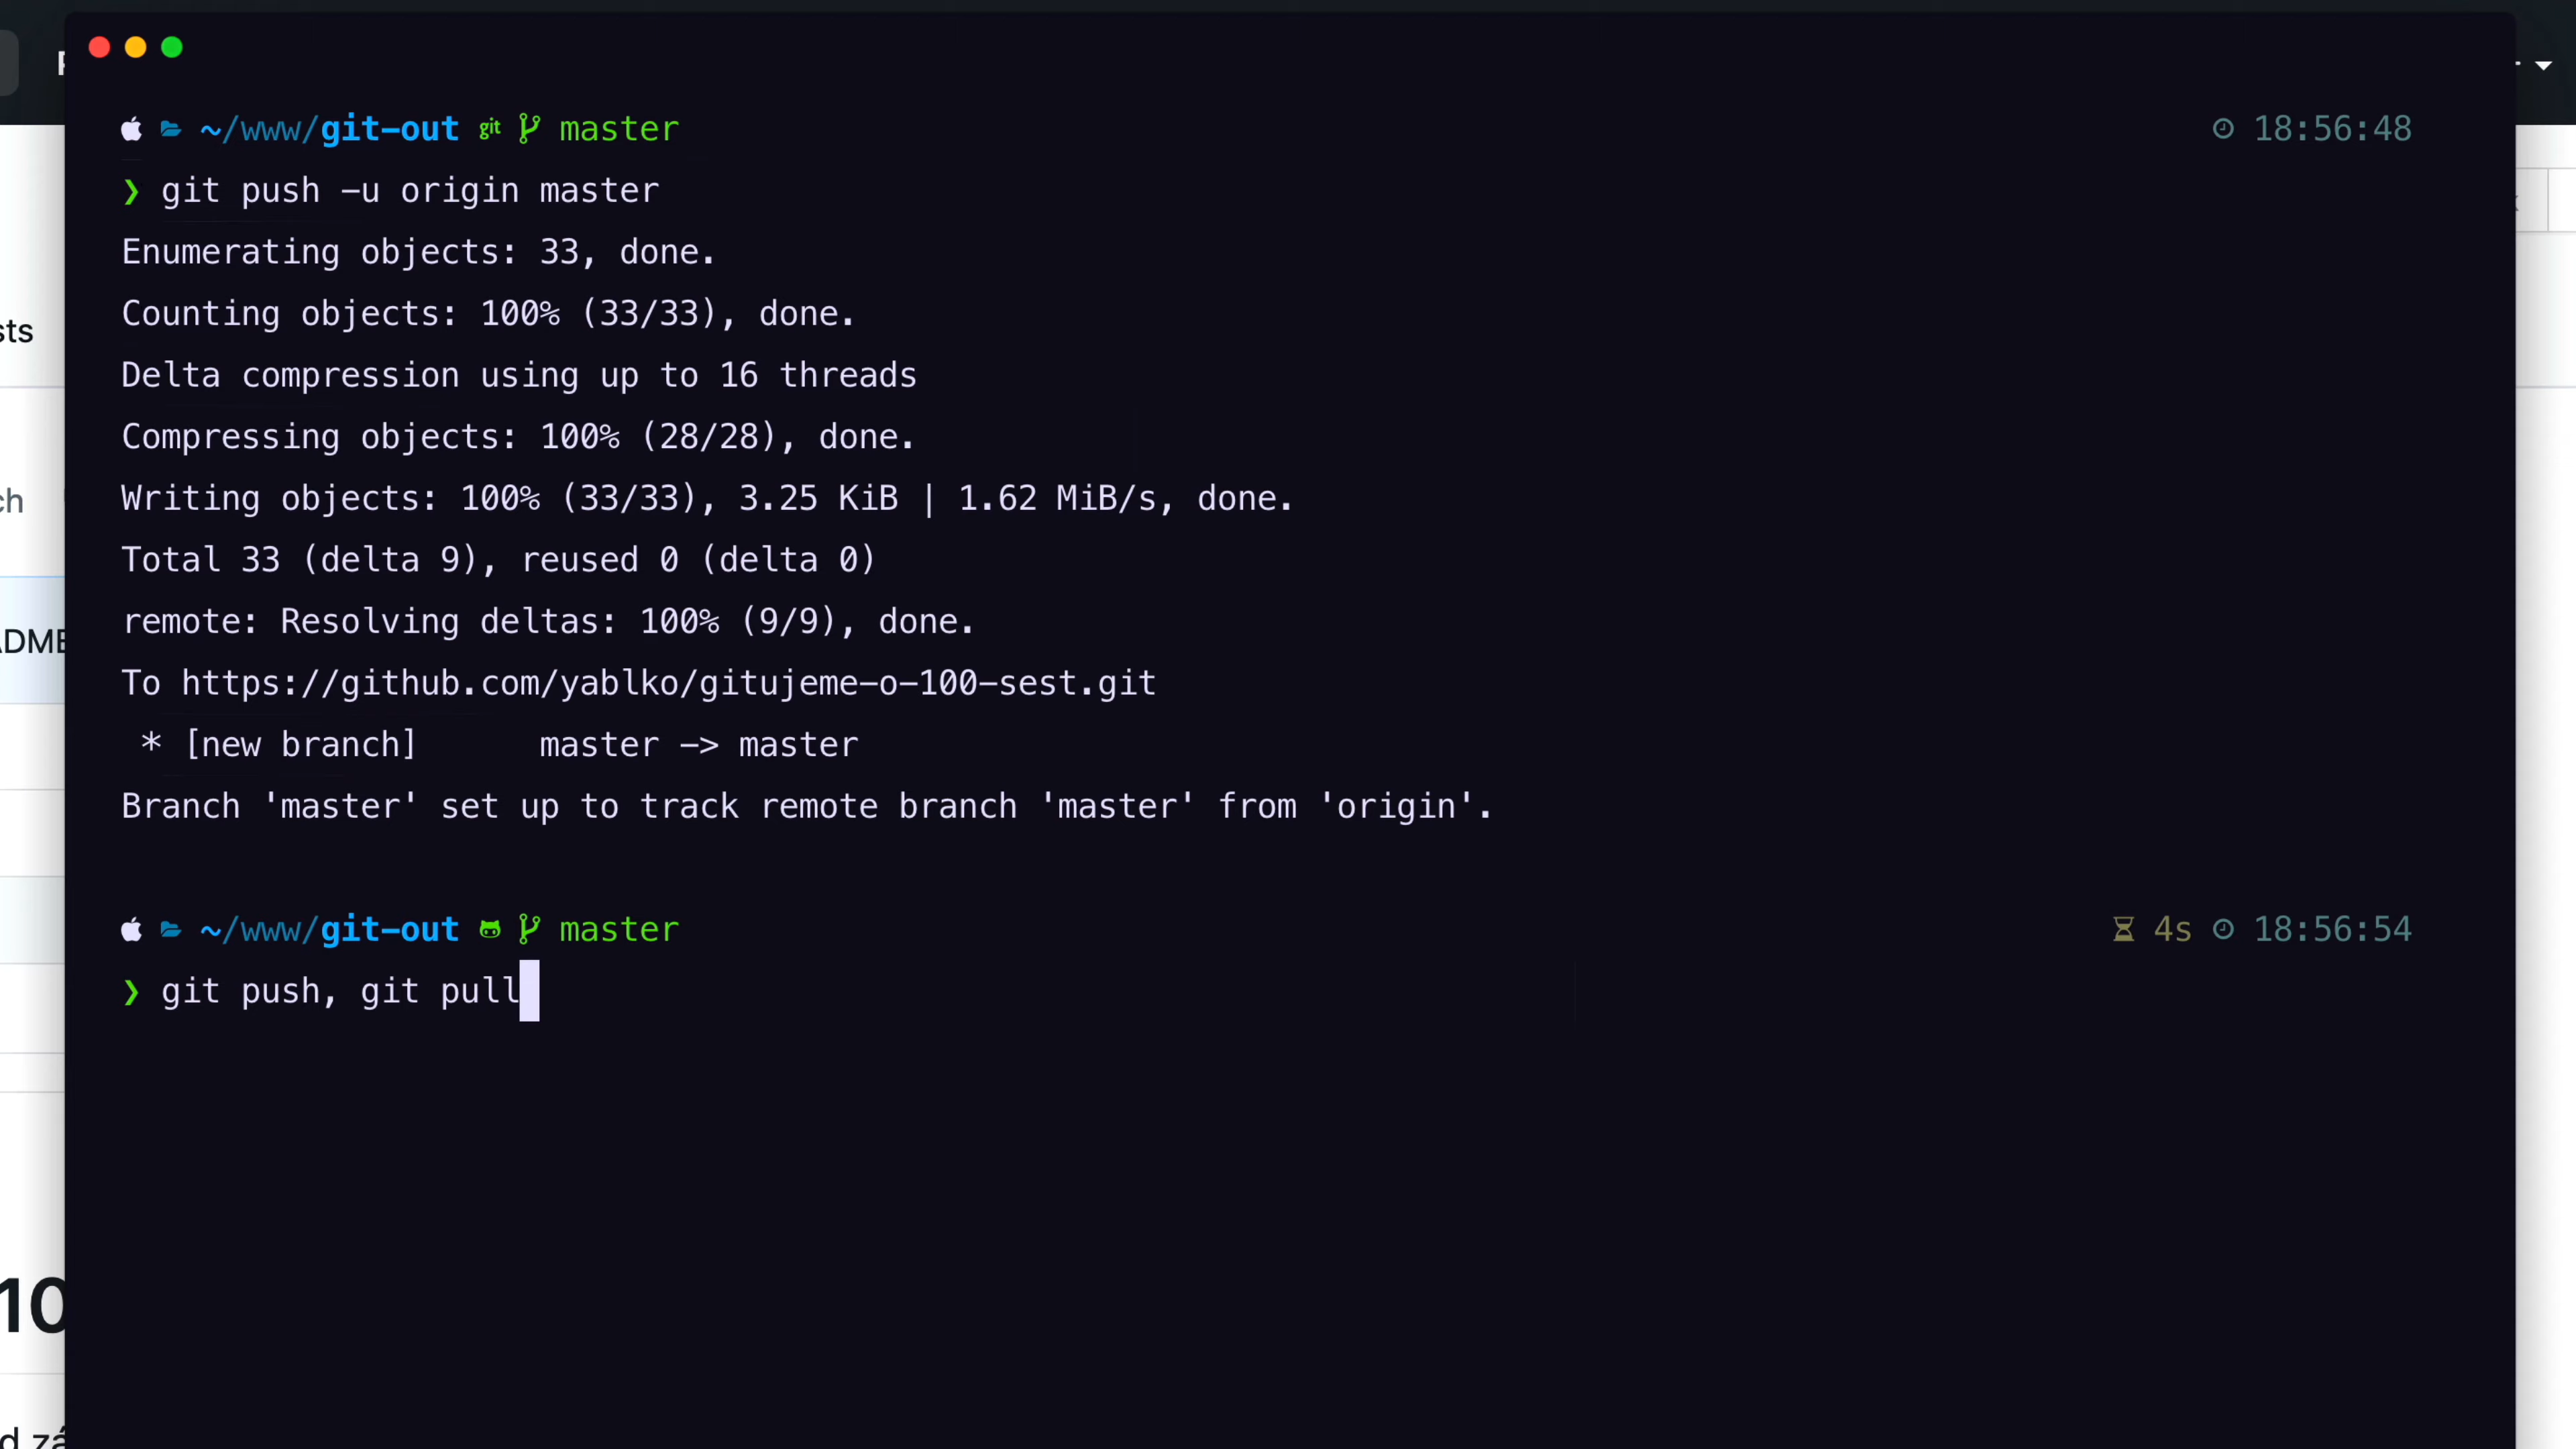 ~/www/git-out git master 18:56:48
❯ git push -u origin master
Enumerating objects: 33, done.
Counting objects: 100% (33/33), done.
Delta compression using up to 16 threads
Compressing objects: 100% (28/28), done.
Writing objects: 100% (33/33), 3.25 KiB | 1.62 MiB/s, done.
Total 33 (delta 9), reused 0 (delta 0)
remote: Resolving deltas: 100% (9/9), done.
To https://github.com/yablko/gitujeme-o-100-sest.git
* [new branch] master -> master
Branch 'master' set up to track remote branch 'master' from 'origin'.
~/www/git-out master 4s 18:56:54
❯ git push, git pull